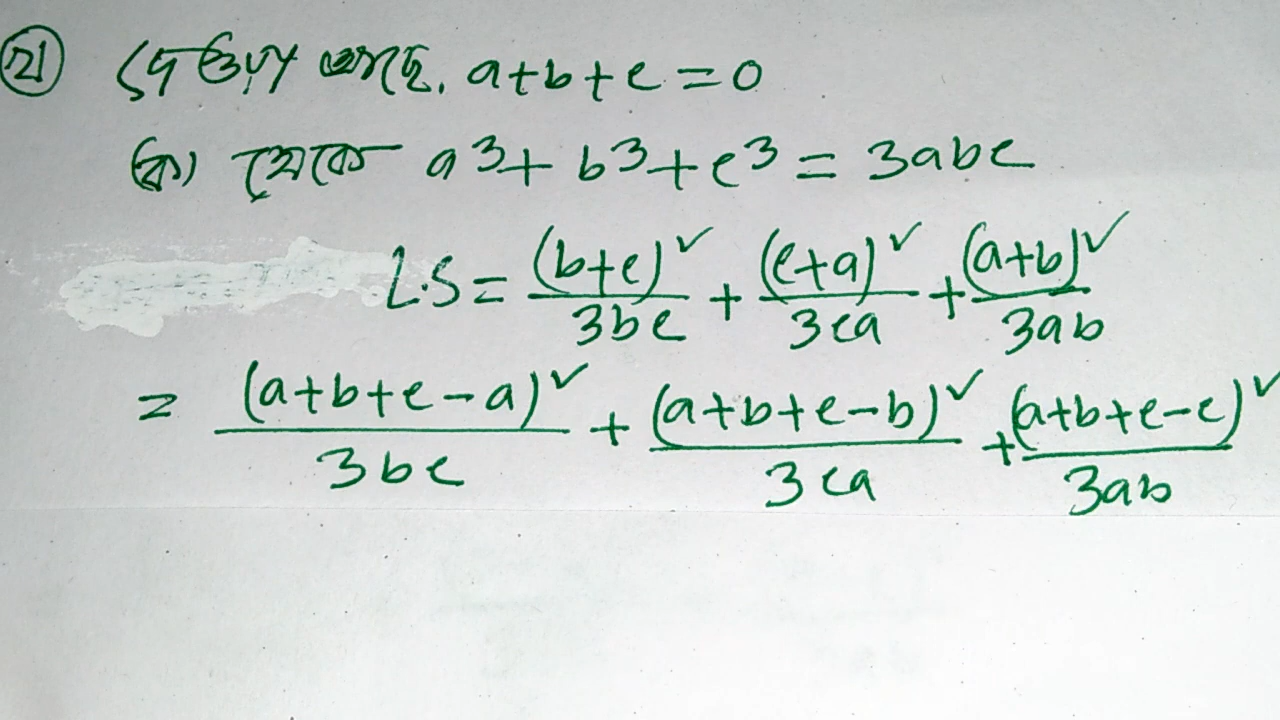 (খ) দেওয়া আছে, a+b+c=0
(ক) থেকে a³+ b³+c³ = 3abc
L.S = (b+c)²/3bc + (c+a)²/3ca + (a+b)²/3ab
= (a+b+c-a)²/3bc + (a+b+c-b)²/3ca + (a+b+c-c)²/3ab